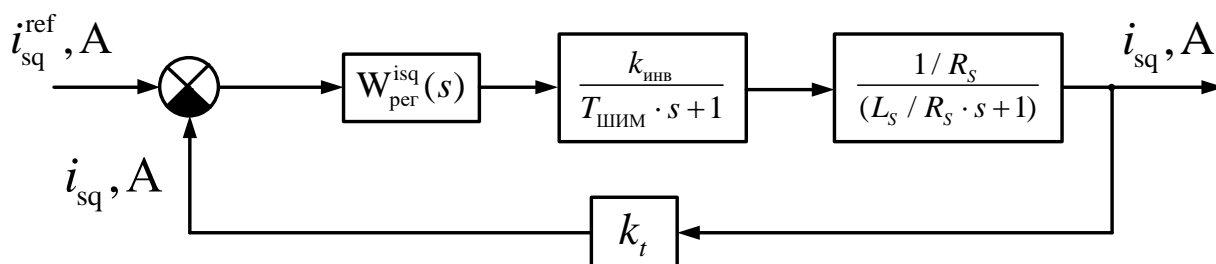 i_sq^ref, A
W_рег^isq(s)
k_инв / (T_ШИМ · s + 1)
1 / R_S / ((L_S / R_S · s + 1))
i_sq, A
i_sq, A
k_t